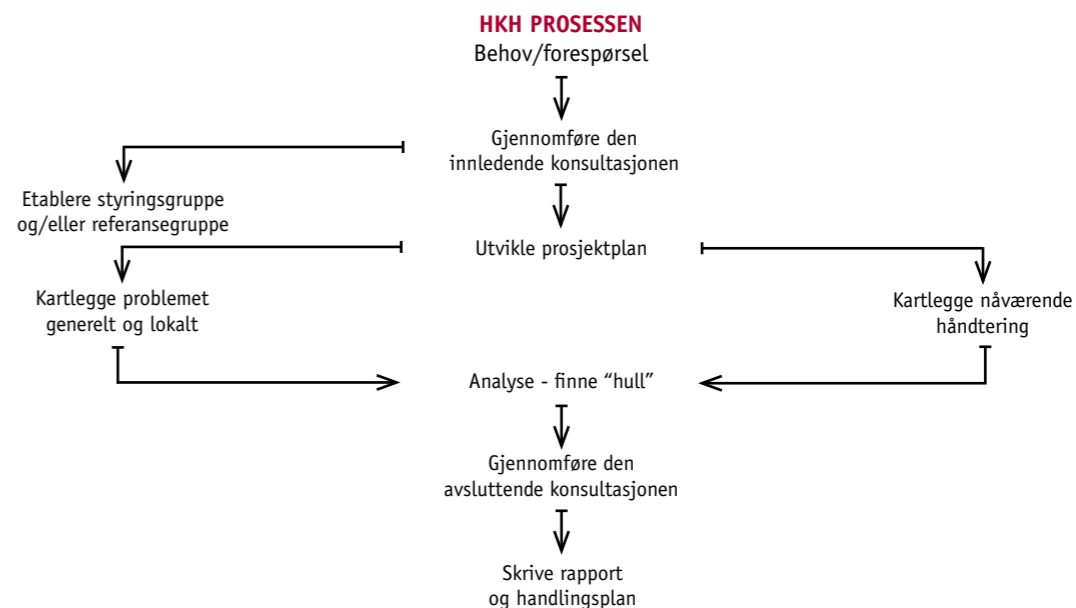 HKH PROSESSEN
Behov/forespørsel
Gjennomføre den
innledende konsultasjonen
Etablere styringsgruppe
og/eller referansegruppe
Utvikle prosjektplan
Kartlegge problemet
generelt og lokalt
Kartlegge nåværende
håndtering
Analyse - finne “hull”
Gjennomføre den
avsluttende konsultasjonen
Skrive rapport
og handlingsplan